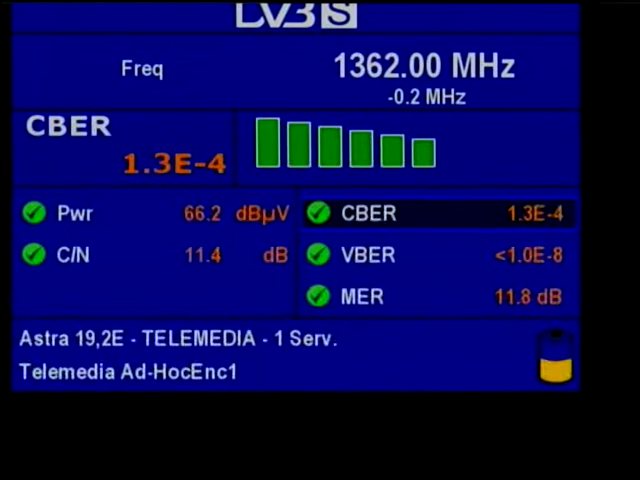 DVB S
Freq
1362.00 MHz
-0.2 MHz
CBER
1.3E-4
Pwr 66.2 dBµV
CBER 1.3E-4
C/N 11.4 dB
VBER <1.0E-8
MER 11.8 dB
Astra 19,2E - TELEMEDIA - 1 Serv.
Telemedia Ad-HocEnc1